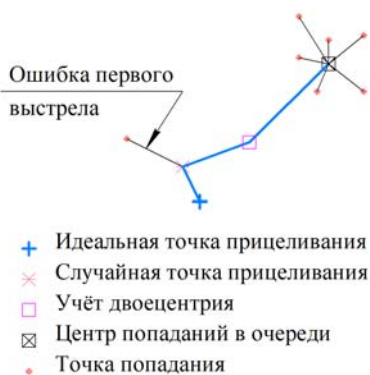 Ошибка первого
выстрела
Идеальная точка прицеливания
Случайная точка прицеливания
Учёт двоецентрия
Центр попаданий в очереди
Точка попадания